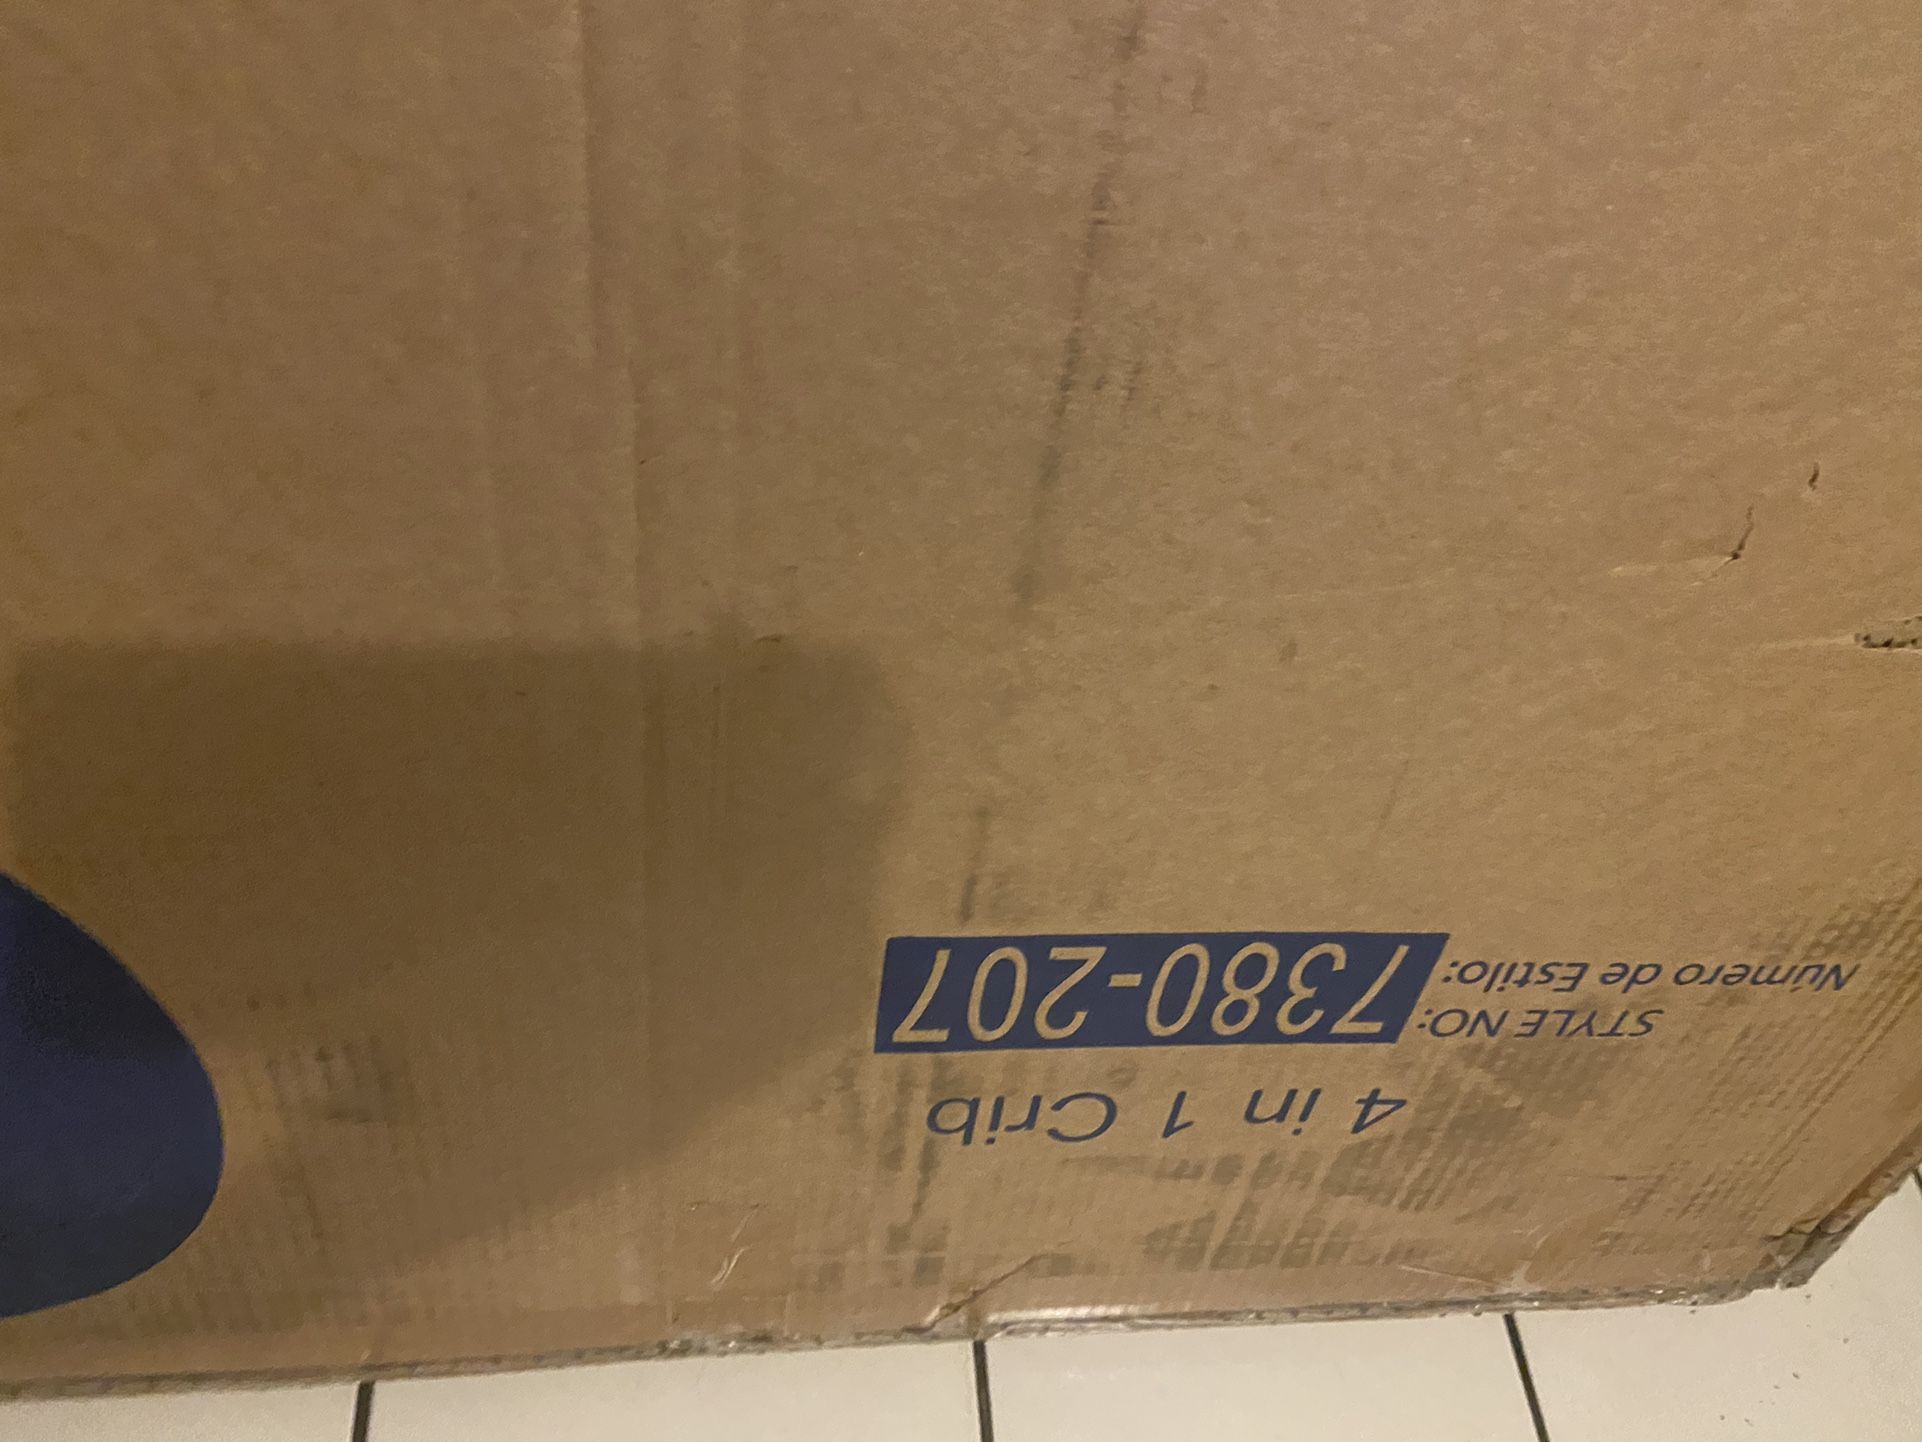 4 in 1 Crib
STYLE NO: 7380-207
Número de Estilo: